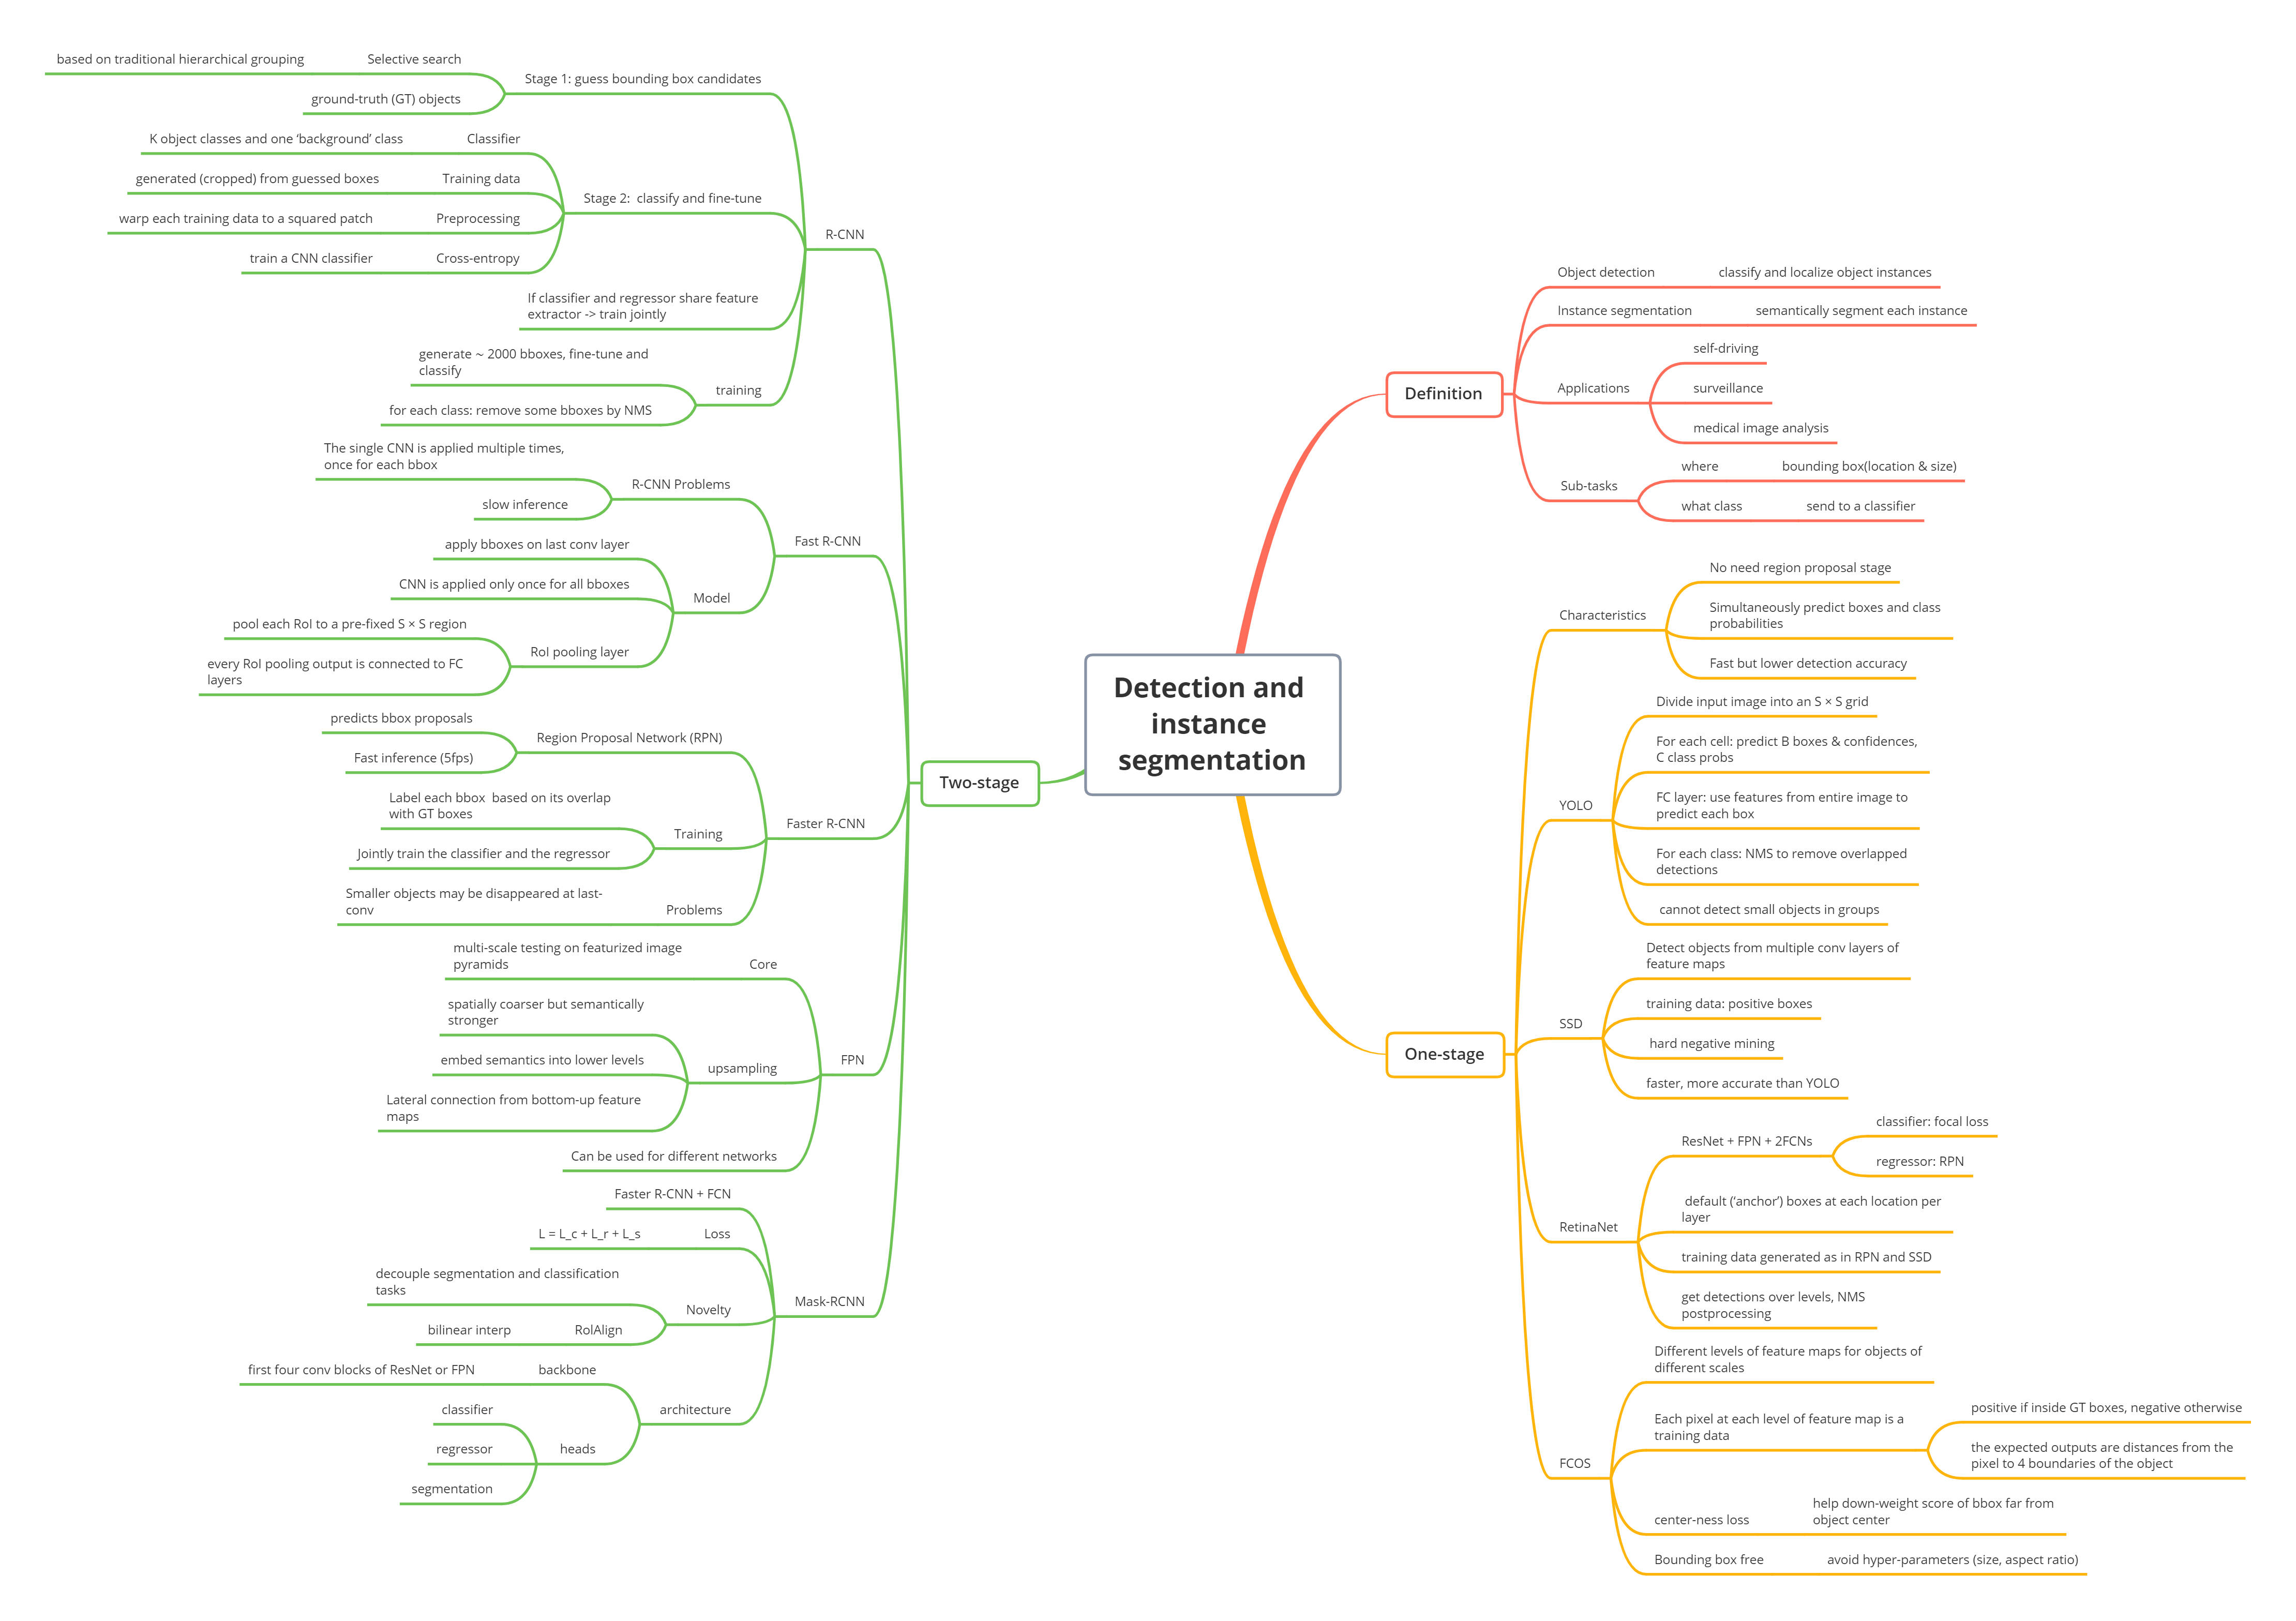 Detection and
instance
segmentation
Definition
Object detection
classify and localize object instances
Instance segmentation
semantically segment each instance
Applications
self-driving
surveillance
medical image analysis
Sub-tasks
where
bounding box(location & size)
what class
send to a classifier
One-stage
Characteristics
No need region proposal stage
Simultaneously predict boxes and class
probabilities
Fast but lower detection accuracy
YOLO
Divide input image into an S × S grid
For each cell: predict B boxes & confidences,
C class probs
FC layer: use features from entire image to
predict each box
For each class: NMS to remove overlapped
detections
cannot detect small objects in groups
SSD
Detect objects from multiple conv layers of
feature maps
training data: positive boxes
hard negative mining
faster, more accurate than YOLO
RetinaNet
ResNet + FPN + 2FCNs
classifier: focal loss
regressor: RPN
default (‘anchor’) boxes at each location per
layer
training data generated as in RPN and SSD
get detections over levels, NMS
postprocessing
FCOS
Different levels of feature maps for objects of
different scales
Each pixel at each level of feature map is a
training data
positive if inside GT boxes, negative otherwise
the expected outputs are distances from the
pixel to 4 boundaries of the object
center-ness loss
help down-weight score of bbox far from
object center
Bounding box free
avoid hyper-parameters (size, aspect ratio)
Two-stage
R-CNN
Stage 1: guess bounding box candidates
Selective search
based on traditional hierarchical grouping
ground-truth (GT) objects
Stage 2:  classify and fine-tune
Classifier
K object classes and one ‘background’ class
Training data
generated (cropped) from guessed boxes
Preprocessing
warp each training data to a squared patch
Cross-entropy
train a CNN classifier
If classifier and regressor share feature
extractor -> train jointly
training
generate ~ 2000 bboxes, fine-tune and
classify
for each class: remove some bboxes by NMS
Fast R-CNN
R-CNN Problems
The single CNN is applied multiple times,
once for each bbox
slow inference
Model
apply bboxes on last conv layer
CNN is applied only once for all bboxes
RoI pooling layer
pool each RoI to a pre-fixed S × S region
every RoI pooling output is connected to FC
layers
Faster R-CNN
Region Proposal Network (RPN)
predicts bbox proposals
Fast inference (5fps)
Training
Label each bbox  based on its overlap
with GT boxes
Jointly train the classifier and the regressor
Problems
Smaller objects may be disappeared at last-
conv
FPN
Core
multi-scale testing on featurized image
pyramids
upsampling
spatially coarser but semantically
stronger
embed semantics into lower levels
Lateral connection from bottom-up feature
maps
Can be used for different networks
Mask-RCNN
Faster R-CNN + FCN
Loss
L = L_c + L_r + L_s
Novelty
decouple segmentation and classification
tasks
RoIAlign
bilinear interp
architecture
backbone
first four conv blocks of ResNet or FPN
heads
classifier
regressor
segmentation